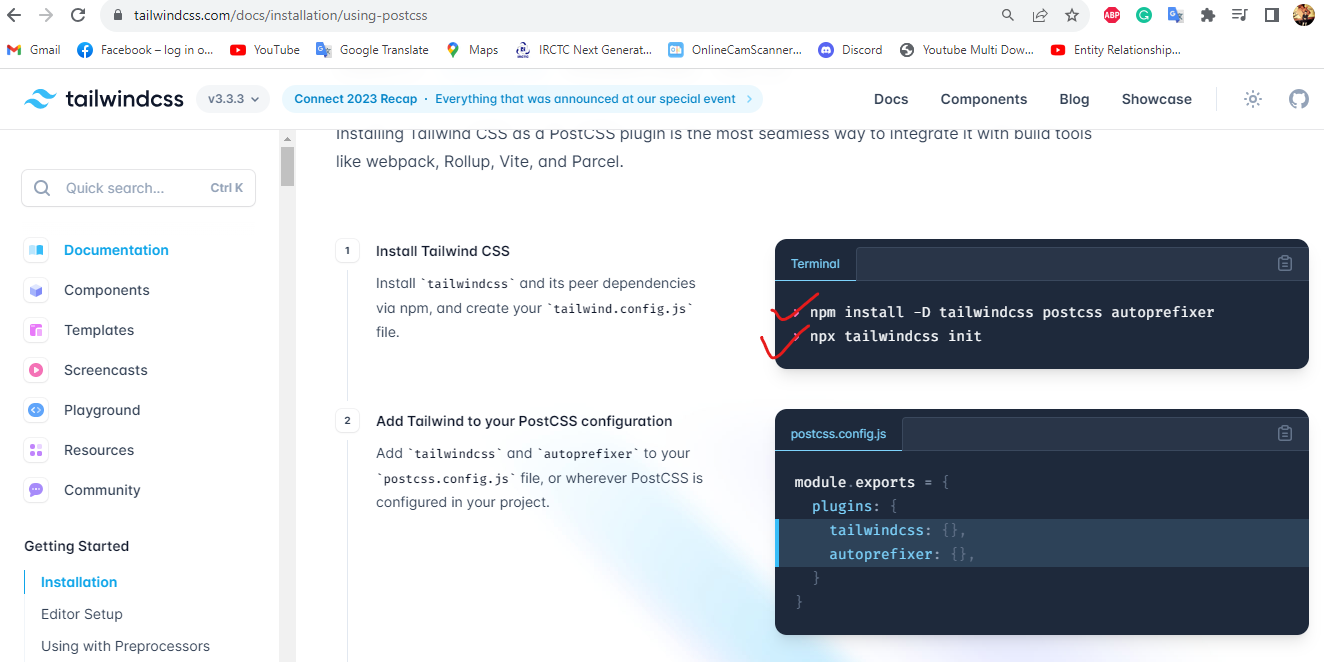 tailwindcss.com/docs/installation/using-postcss
ABP
Gmail
Facebook – log in o...
YouTube
Google Translate
Maps
IRCTC Next Generat...
OnlineCamScanner...
Discord
Youtube Multi Dow...
Entity Relationship...
tailwindcss
v3.3.3
Connect 2023 Recap · Everything that was announced at our special event
Docs
Components
Blog
Showcase
Installing Tailwind CSS as a PostCSS plugin is the most seamless way to integrate it with build tools
like webpack, Rollup, Vite, and Parcel.
Quick search...
Ctrl K
Documentation
Components
Templates
Screencasts
Playground
Resources
Community
Getting Started
Installation
Editor Setup
Using with Preprocessors
1
Install Tailwind CSS
Install `tailwindcss` and its peer dependencies
via npm, and create your `tailwind.config.js`
file.
Terminal
> npm install -D tailwindcss postcss autoprefixer
> npx tailwindcss init
2
Add Tailwind to your PostCSS configuration
Add `tailwindcss` and `autoprefixer` to your
`postcss.config.js` file, or wherever PostCSS is
configured in your project.
postcss.config.js
module.exports = {
plugins: {
tailwindcss: {},
autoprefixer: {},
}
}